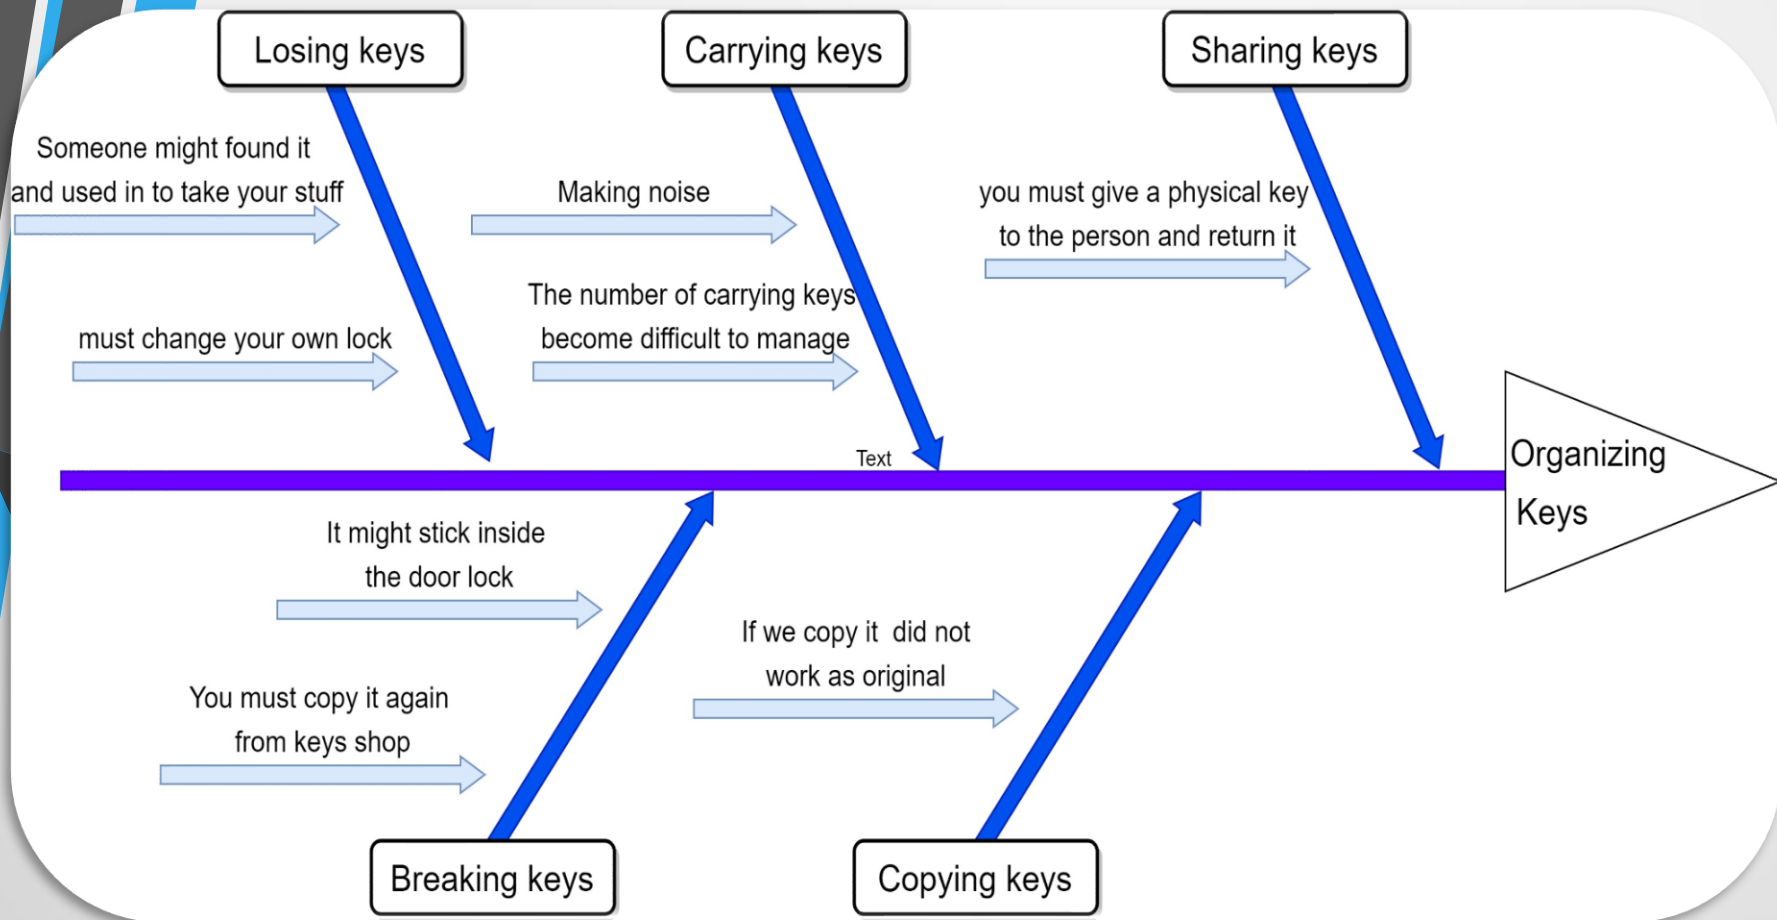 Losing keys
Carrying keys
Sharing keys
Someone might found it
and used in to take your stuff
must change your own lock
Making noise
The number of carrying keys
become difficult to manage
you must give a physical key
to the person and return it
Text
Organizing
Keys
It might stick inside
the door lock
You must copy it again
from keys shop
If we copy it  did not
work as original
Breaking keys
Copying keys